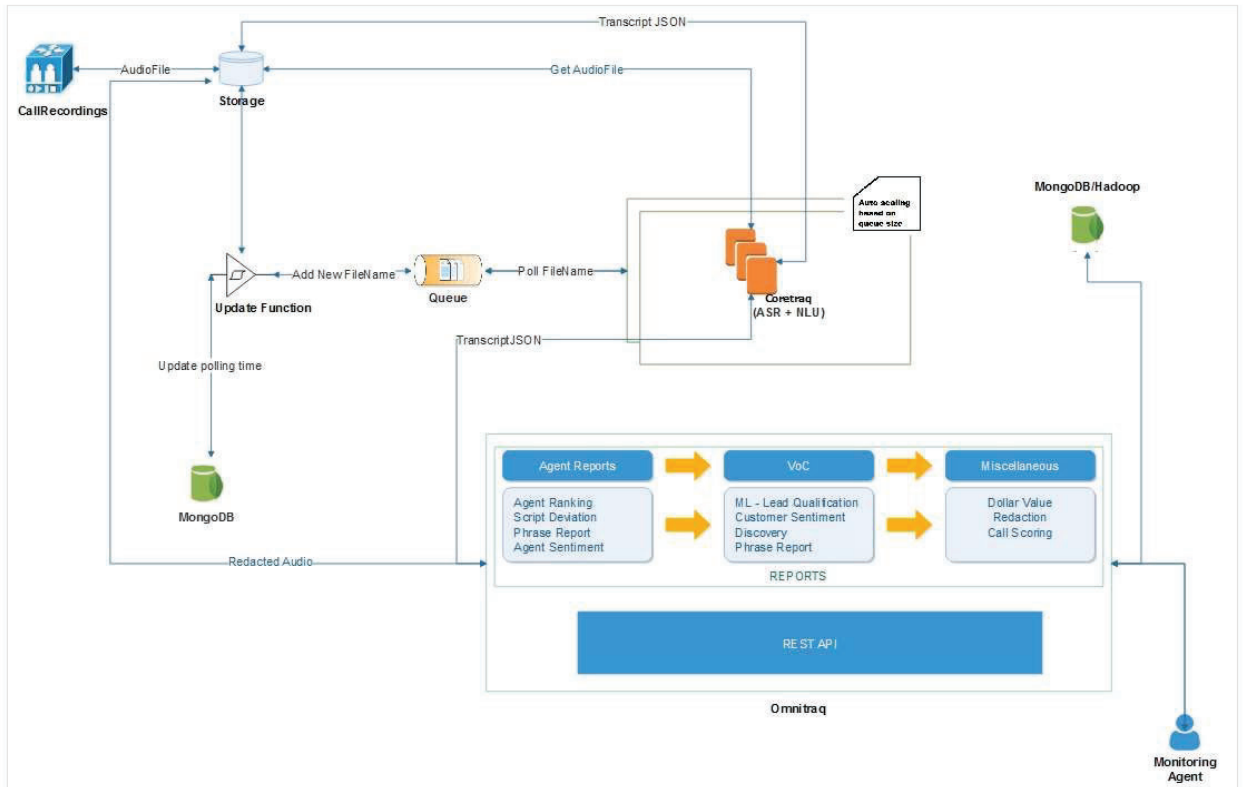 Transcript JSON
AudioFile
Get AudioFile
Storage
CallRecordings
MongoDB/Hadoop
Auto scaling
based on
queue size
Add New FileName
Poll FileName
Queue
Update Function
Coretraq
(ASR + NLU)
TranscriptJSON
Update polling time
MongoDB
Agent Reports
VoC
Miscellaneous
Agent Ranking
Script Deviation
Phrase Report
Agent Sentiment
ML - Lead Qualification
Customer Sentiment
Discovery
Phrase Report
Dollar Value
Redaction
Call Scoring
Redacted Audio
REPORTS
REST API
Omnitraq
Monitoring
Agent